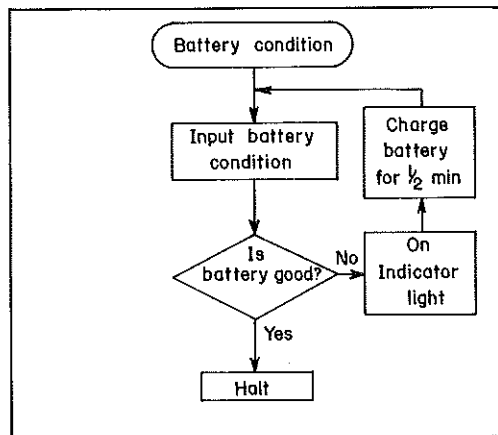 Battery condition
Input battery
condition
Is
battery good?
No
On
Indicator
light
Charge
battery
for 1/2 min
Yes
Halt